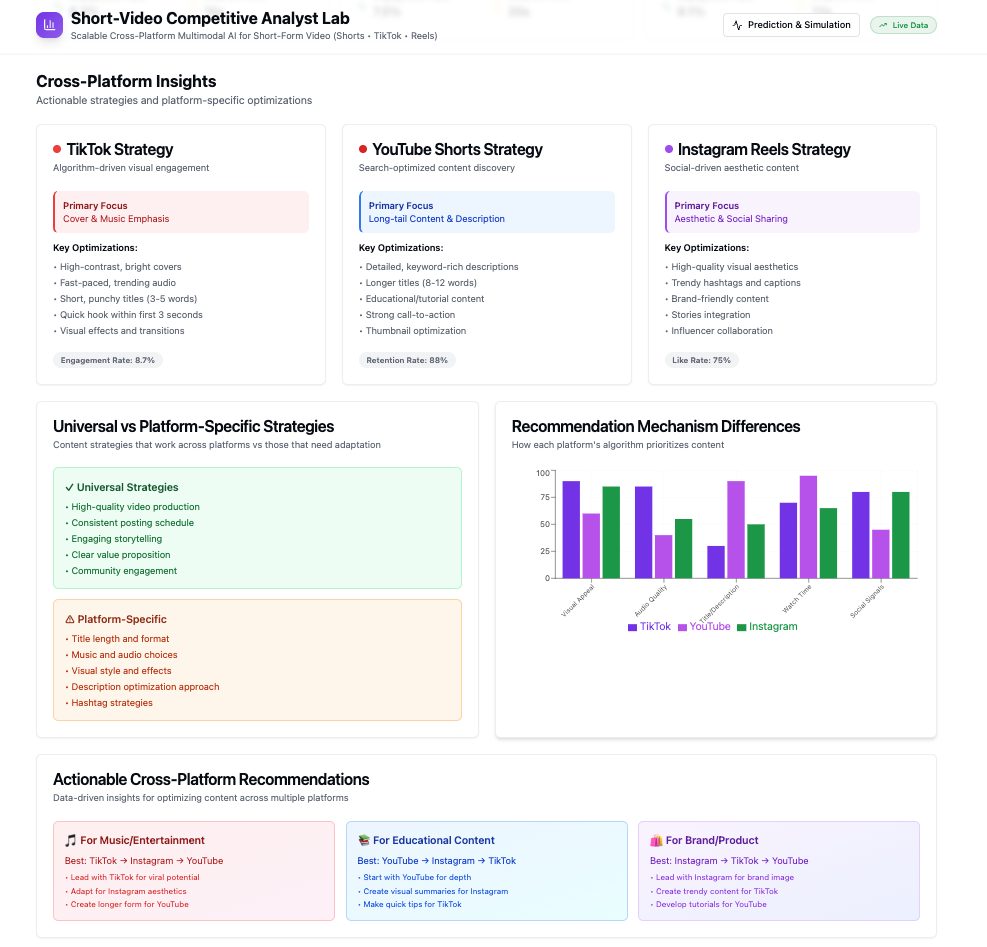 Short-Video Competitive Analyst Lab
Scalable Cross-Platform Multimodal AI for Short-Form Video (Shorts • TikTok • Reels)
Prediction & Simulation
Live Data
Cross-Platform Insights
Actionable strategies and platform-specific optimizations
TikTok Strategy
Algorithm-driven visual engagement
Primary Focus
Cover & Music Emphasis
Key Optimizations:
• High-contrast, bright covers
• Fast-paced, trending audio
• Short, punchy titles (3-5 words)
• Quick hook within first 3 seconds
• Visual effects and transitions
Engagement Rate: 8.7%
YouTube Shorts Strategy
Search-optimized content discovery
Primary Focus
Long-tail Content & Description
Key Optimizations:
• Detailed, keyword-rich descriptions
• Longer titles (8-12 words)
• Educational/tutorial content
• Strong call-to-action
• Thumbnail optimization
Retention Rate: 88%
Instagram Reels Strategy
Social-driven aesthetic content
Primary Focus
Aesthetic & Social Sharing
Key Optimizations:
• High-quality visual aesthetics
• Trendy hashtags and captions
• Brand-friendly content
• Stories integration
• Influencer collaboration
Like Rate: 75%
Universal vs Platform-Specific Strategies
Content strategies that work across platforms vs those that need adaptation
✓ Universal Strategies
• High-quality video production
• Consistent posting schedule
• Engaging storytelling
• Clear value proposition
• Community engagement
⚠ Platform-Specific
• Title length and format
• Music and audio choices
• Visual style and effects
• Description optimization approach
• Hashtag strategies
Recommendation Mechanism Differences
How each platform's algorithm prioritizes content
100
75
50
25
0
Visual Appeal
Audio Quality
Title/Description
Watch Time
Social Signals
TikTok
YouTube
Instagram
Actionable Cross-Platform Recommendations
Data-driven insights for optimizing content across multiple platforms
🎵 For Music/Entertainment
Best: TikTok → Instagram → YouTube
• Lead with TikTok for viral potential
• Adapt for Instagram aesthetics
• Create longer form for YouTube
📚 For Educational Content
Best: YouTube → Instagram → TikTok
• Start with YouTube for depth
• Create visual summaries for Instagram
• Make quick tips for TikTok
🛍️ For Brand/Product
Best: Instagram → TikTok → YouTube
• Lead with Instagram for brand image
• Create trendy content for TikTok
• Develop tutorials for YouTube